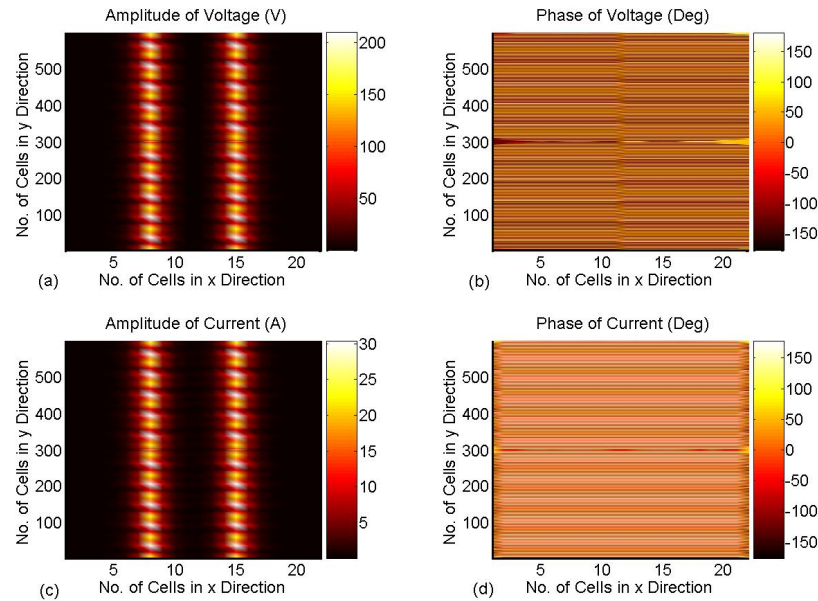 Amplitude of Voltage (V)
No. of Cells in y Direction
500
400
300
200
100
5 10 15 20
No. of Cells in x Direction
(a)
200
150
100
50
Phase of Voltage (Deg)
No. of Cells in y Direction
500
400
300
200
100
5 10 15 20
No. of Cells in x Direction
(b)
150
100
50
0
-50
-100
-150
Amplitude of Current (A)
No. of Cells in y Direction
500
400
300
200
100
5 10 15 20
No. of Cells in x Direction
(c)
30
25
20
15
10
5
Phase of Current (Deg)
No. of Cells in y Direction
500
400
300
200
100
5 10 15 20
No. of Cells in x Direction
(d)
150
100
50
0
-50
-100
-150